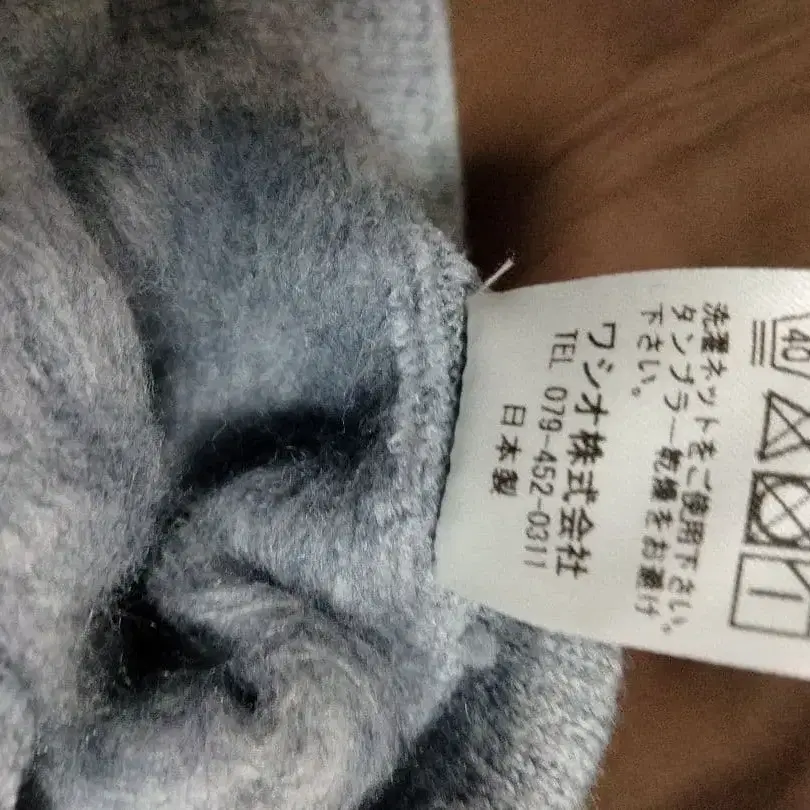 40
洗濯ネットをご使用下さい。
タンブラー乾燥をお避け
下さい。
ワシオ株式会社
TEL 079-452-0311
日本製